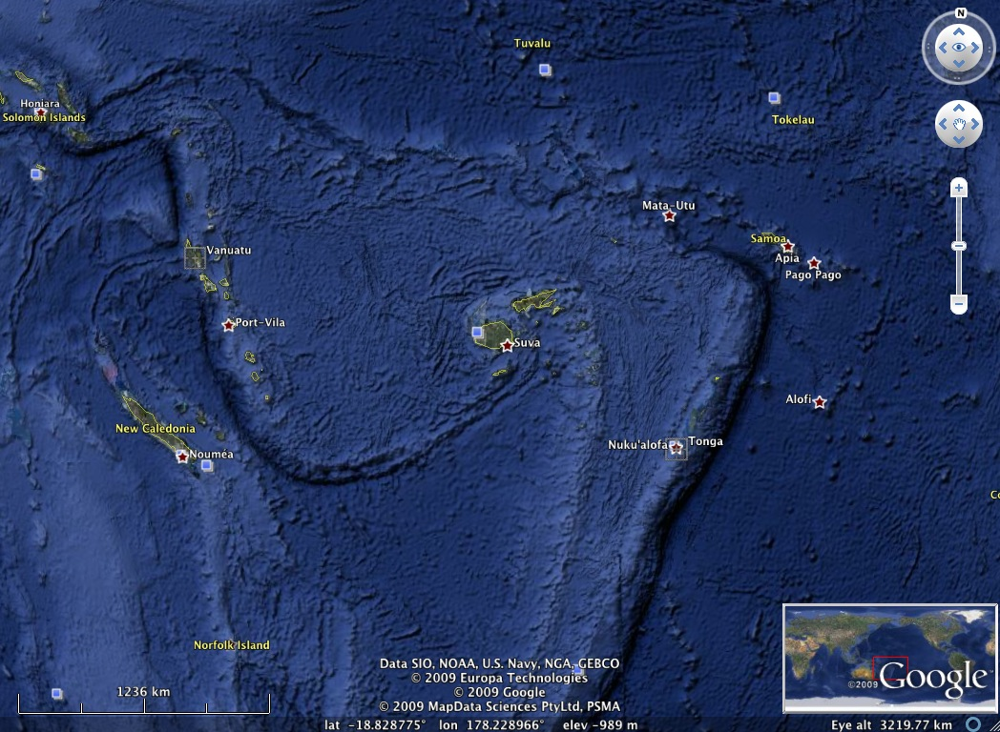 N
Tuvalu
Honiara
Solomon Islands
Tokelau
Mata-Utu
Samoa
Apia
Pago Pago
Vanuatu
Port-Vila
Suva
Alofi
New Caledonia
Nouméa
Nuku'alofa
Tonga
Co
Norfolk Island
1236 km
Data SIO, NOAA, U.S. Navy, NGA, GEBCO
© 2009 Europa Technologies
© 2009 Google
© 2009 MapData Sciences PtyLtd, PSMA
©2009 Google
lat -18.828775° lon 178.228966° elev -989 m
Eye alt 3219.77 km